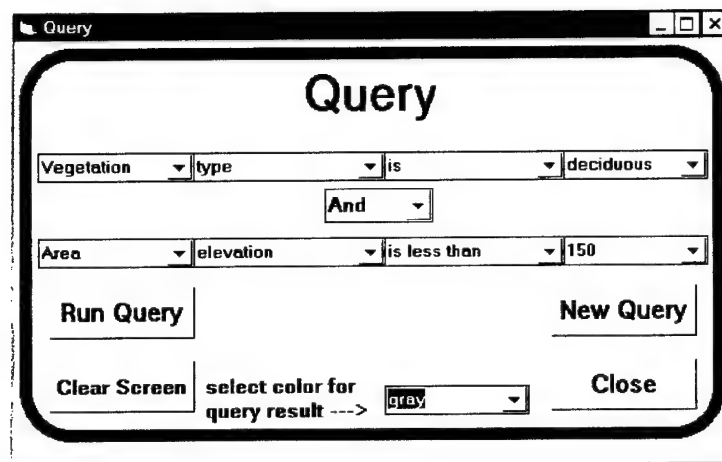 Query
Query
Vegetation type is deciduous
And
Area elevation is less than 150
Run Query New Query
Clear Screen select color for query result ---> gray Close